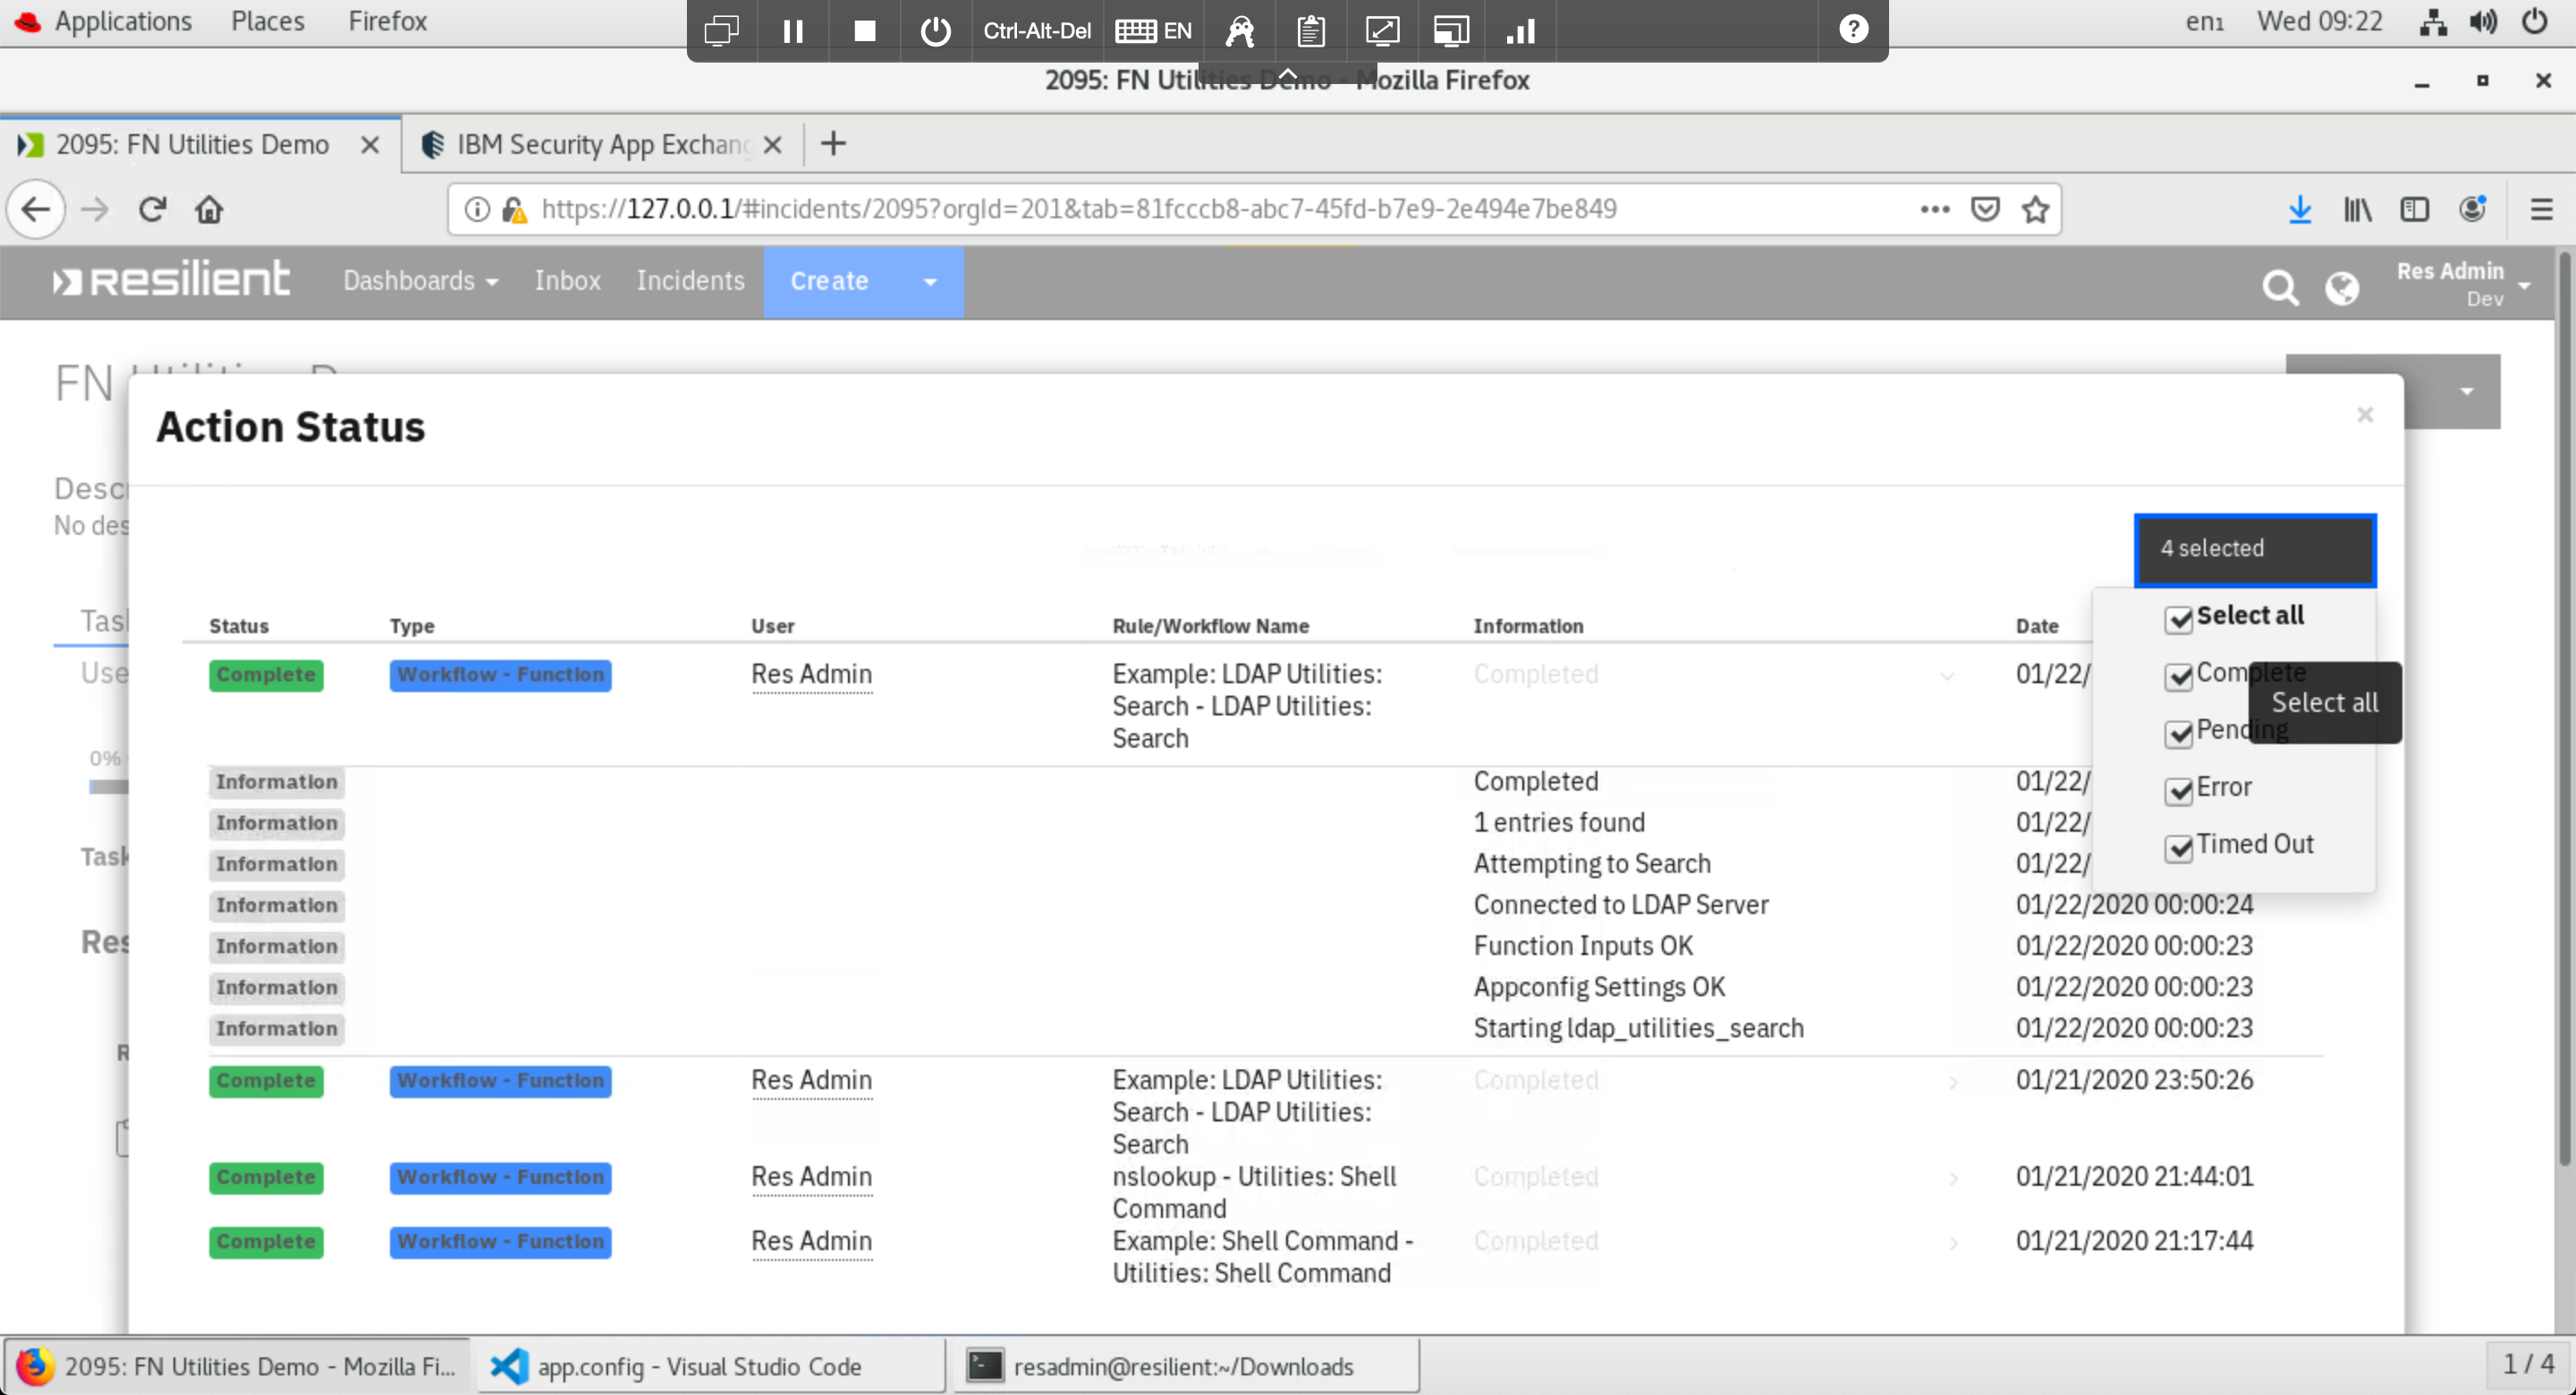 Applications Places Firefox
Ctrl-Alt-Del EN
en1 Wed 09:22
2095: FN Utilities Demo - Mozilla Firefox
2095: FN Utilities Demo
IBM Security App Exchang
https://127.0.0.1/#incidents/2095?orgId=201&tab=81fcccb8-abc7-45fd-b7e9-2e494e7be849
resilient Dashboards Inbox Incidents Create
Res Admin
Dev
FN Utilities D
Action Status
Descr
No des
4 selected
Select all
Complete
Select all
Pending
Error
Timed Out
Task
Use
0%
Task
Res
R
Status Type User Rule/Workflow Name Information Date
Complete Workflow - Function Res Admin Example: LDAP Utilities: Completed 01/22/
Search - LDAP Utilities:
Search
Information Completed 01/22/
Information 1 entries found 01/22/
Information Attempting to Search 01/22/
Information Connected to LDAP Server 01/22/2020 00:00:24
Information Function Inputs OK 01/22/2020 00:00:23
Information Appconfig Settings OK 01/22/2020 00:00:23
Information Starting ldap_utilities_search 01/22/2020 00:00:23
Complete Workflow - Function Res Admin Example: LDAP Utilities: Completed 01/21/2020 23:50:26
Search - LDAP Utilities:
Search
Complete Workflow - Function Res Admin nslookup - Utilities: Shell Completed 01/21/2020 21:44:01
Command
Complete Workflow - Function Res Admin Example: Shell Command - Completed 01/21/2020 21:17:44
Utilities: Shell Command
2095: FN Utilities Demo - Mozilla Fi...
app.config - Visual Studio Code
resadmin@resilient:~/Downloads
1 / 4